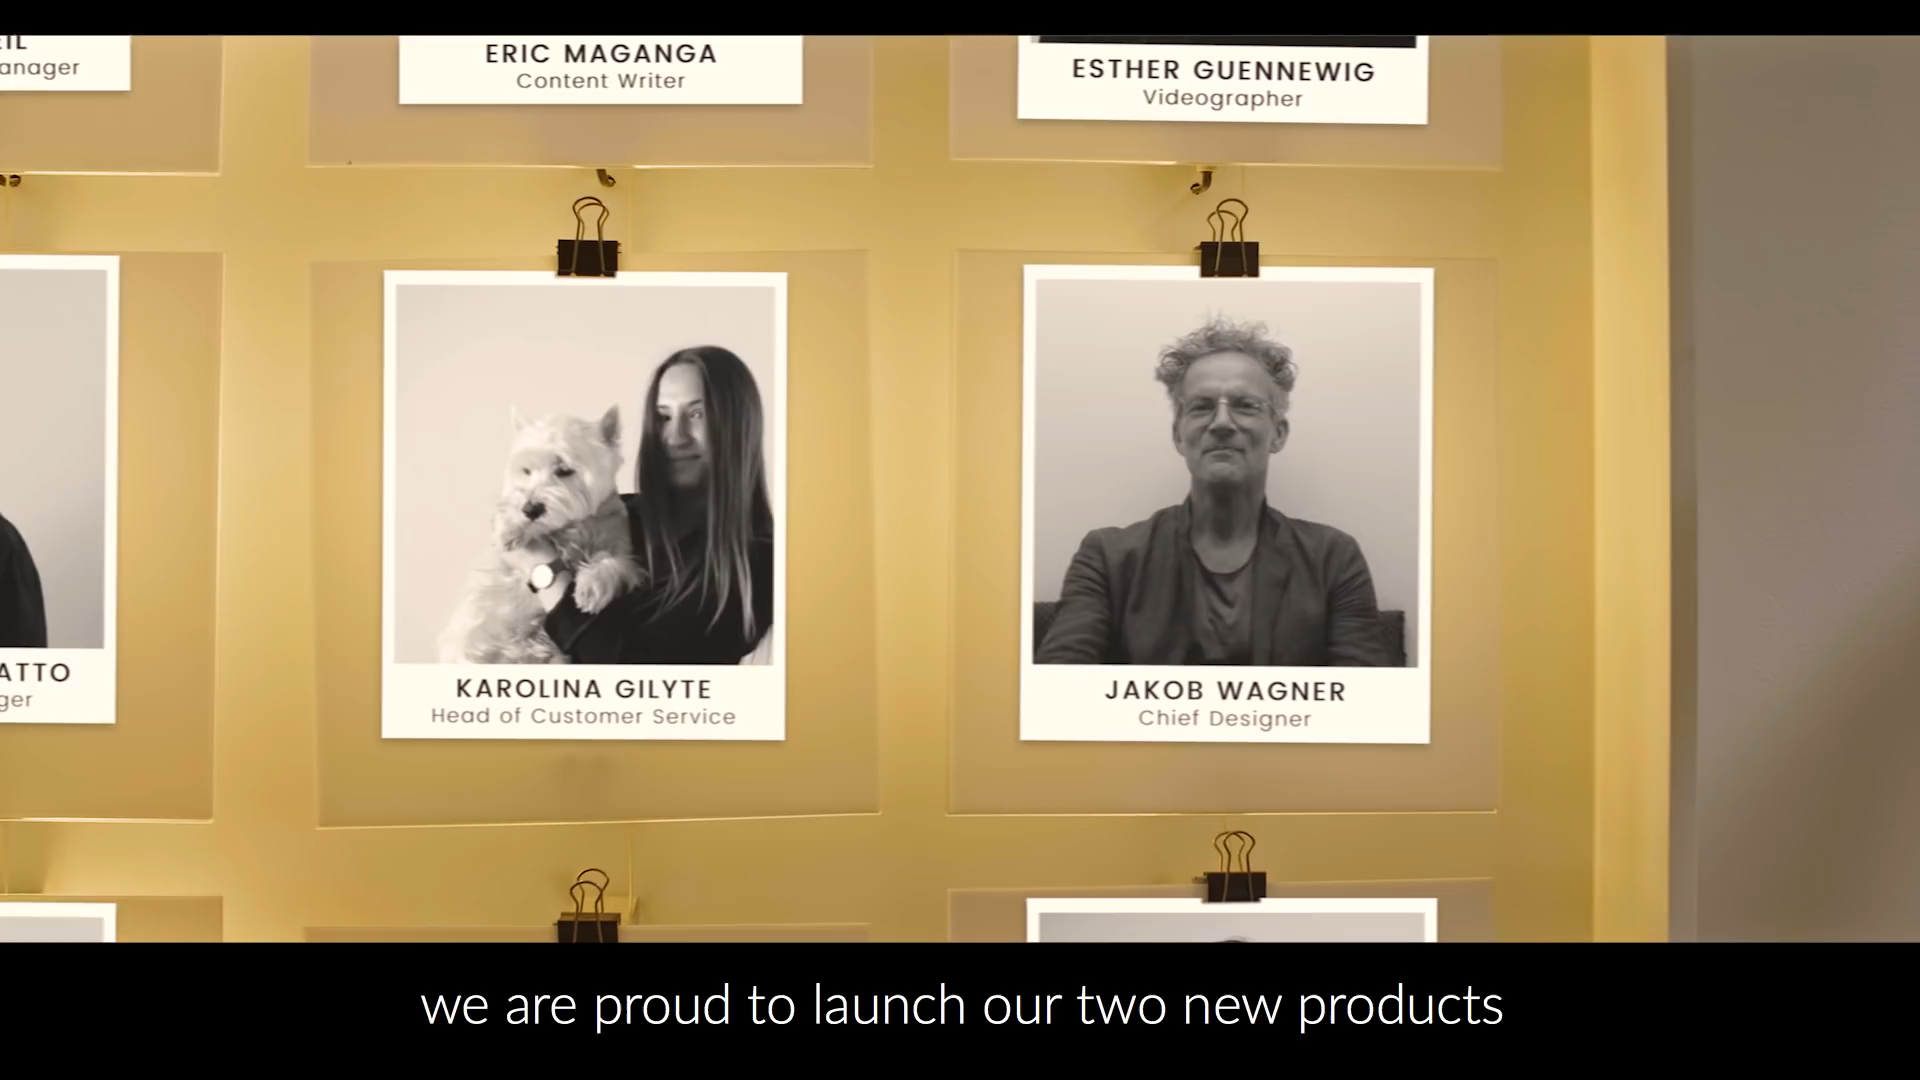 ERIC MAGANGA
Content Writer
ESTHER GUENNEWIG
Videographer
KAROLINA GILYTE
Head of Customer Service
JAKOB WAGNER
Chief Designer
we are proud to launch our two new products